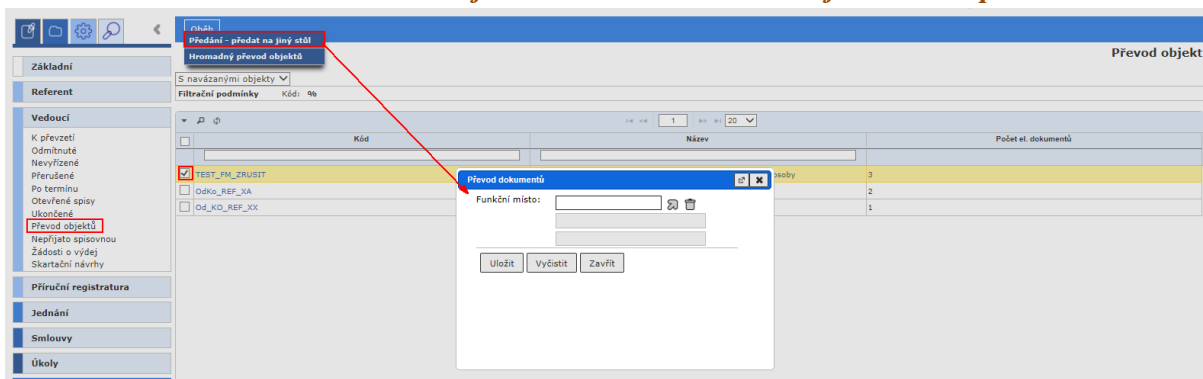 Oběh
Předání - předat na jiný stůl
Hromadný převod objektů
Převod objekt
S navázanými objekty
Filtrační podmínky Kód: %
Základní
Referent
Vedoucí
K převzetí
Odmítnuté
Nevyřízené
Přerušené
Po termínu
Otevřené spisy
Ukončené
Převod objektů
Nepřijato spisovnou
Žádosti o výdej
Skartační návrhy
Příruční registratura
Jednání
Smlouvy
Úkoly
1 20
Kód Název Počet el. dokumentů
TEST_FM_ZRUSIT osoby 3
OdKo_REF_XA 2
Od_KO_REF_XX 1
Převod dokumentů
Funkční místo:
Uložit Vyčistit Zavřít